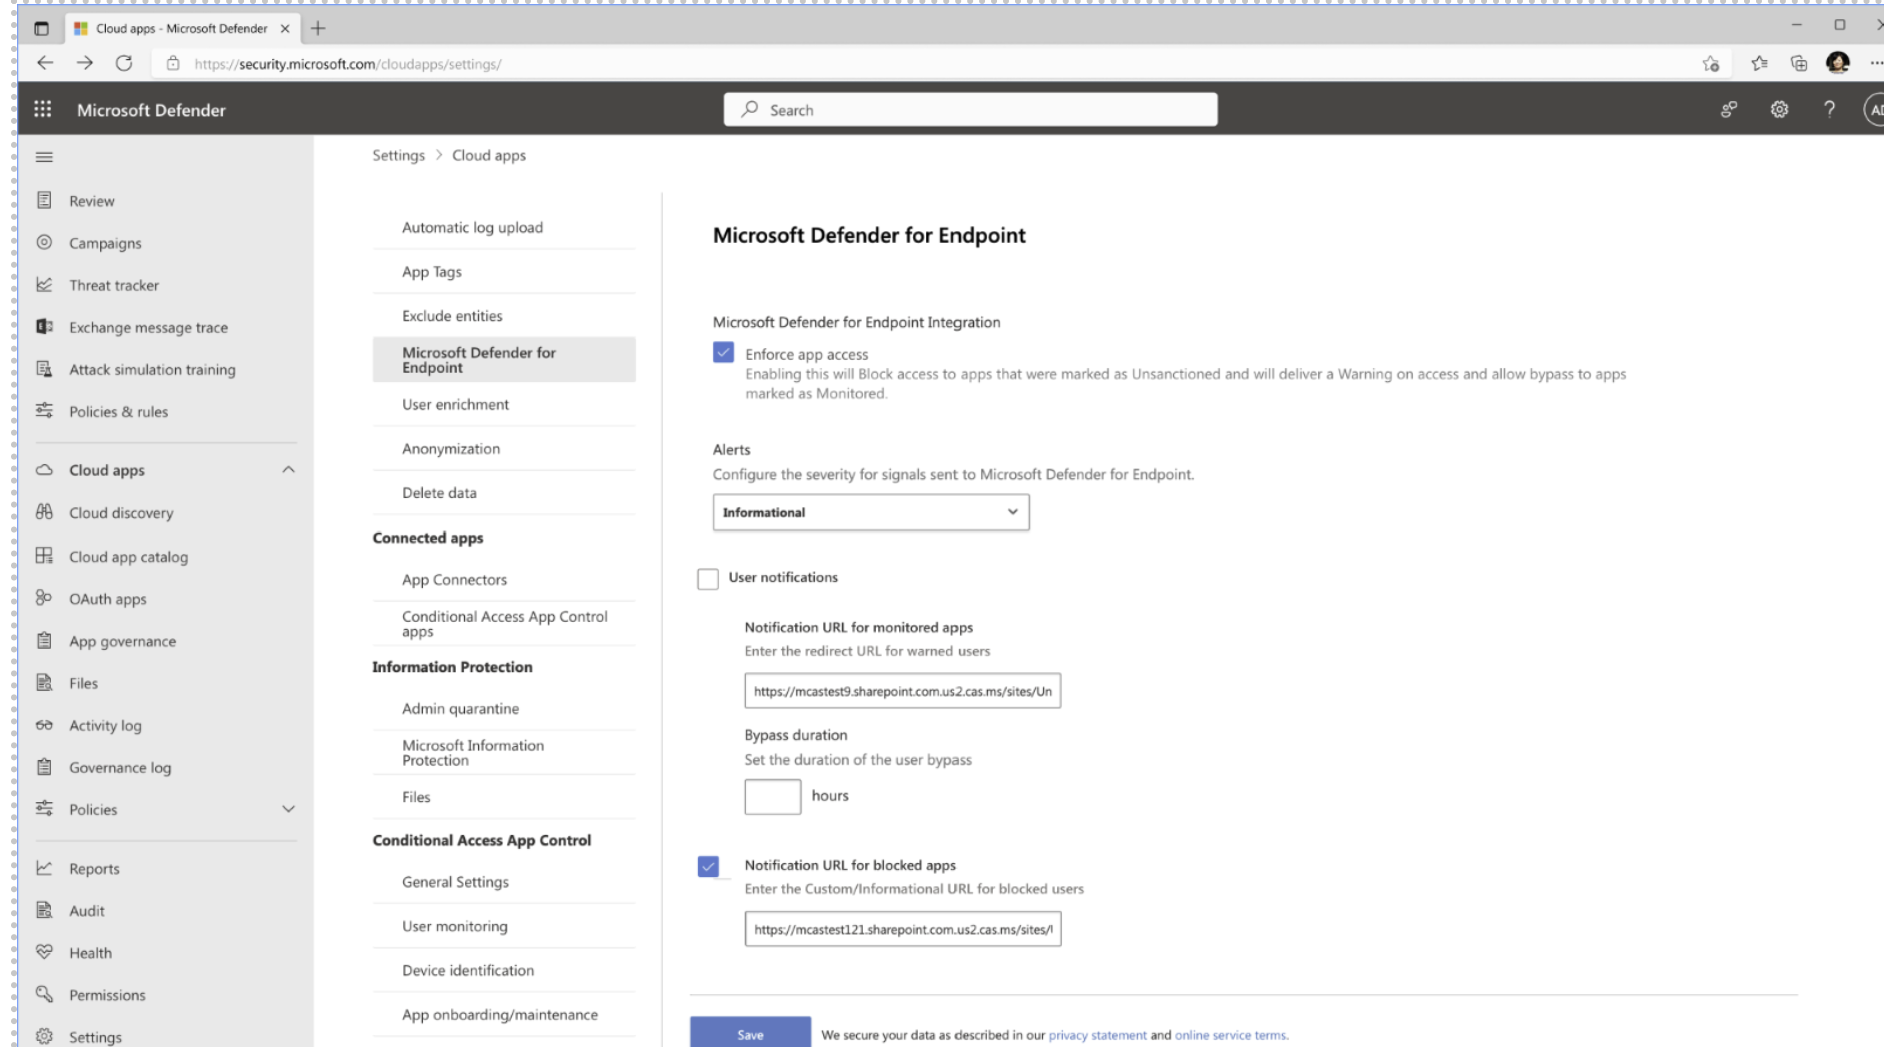 Cloud apps - Microsoft Defender
https://security.microsoft.com/cloudapps/settings/
Microsoft Defender
Search
Settings > Cloud apps
Review
Campaigns
Threat tracker
Exchange message trace
Attack simulation training
Policies & rules
Cloud apps
Cloud discovery
Cloud app catalog
OAuth apps
App governance
Files
Activity log
Governance log
Policies
Reports
Audit
Health
Permissions
Settings
Automatic log upload
App Tags
Exclude entities
Microsoft Defender for
Endpoint
User enrichment
Anonymization
Delete data
Connected apps
App Connectors
Conditional Access App Control
apps
Information Protection
Admin quarantine
Microsoft Information
Protection
Files
Conditional Access App Control
General Settings
User monitoring
Device identification
App onboarding/maintenance
Microsoft Defender for Endpoint
Microsoft Defender for Endpoint Integration
Enforce app access
Enabling this will Block access to apps that were marked as Unsanctioned and will deliver a Warning on access and allow bypass to apps
marked as Monitored.
Alerts
Configure the severity for signals sent to Microsoft Defender for Endpoint.
Informational
User notifications
Notification URL for monitored apps
Enter the redirect URL for warned users
https://mcastest9.sharepoint.com.us2.cas.ms/sites/Un
Bypass duration
Set the duration of the user bypass
hours
Notification URL for blocked apps
Enter the Custom/Informational URL for blocked users
https://mcastest121.sharepoint.com.us2.cas.ms/sites/
Save
We secure your data as described in our privacy statement and online service terms.